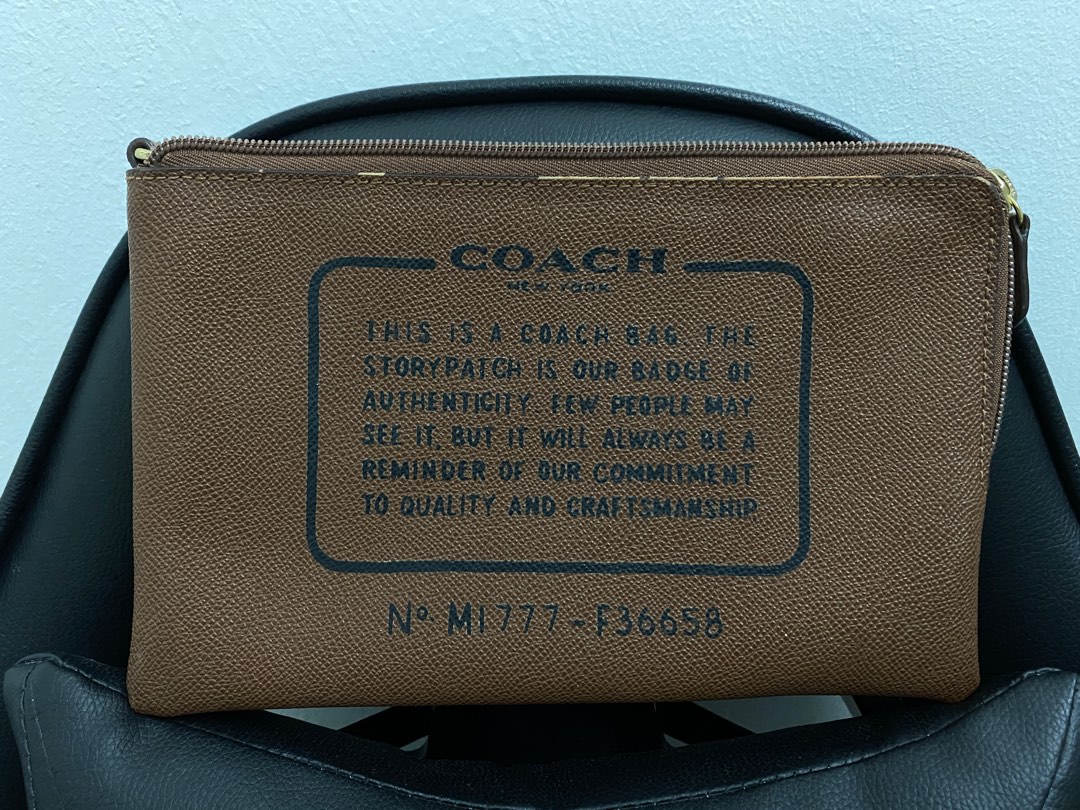 COACH
NEW YORK
THIS IS A COACH BAG. THE
STORYPATCH IS OUR BADGE OF
AUTHENTICITY. FEW PEOPLE MAY
SEE IT, BUT IT WILL ALWAYS BE A
REMINDER OF OUR COMMITMENT
TO QUALITY AND CRAFTSMANSHIP
Nº M1777-F36658